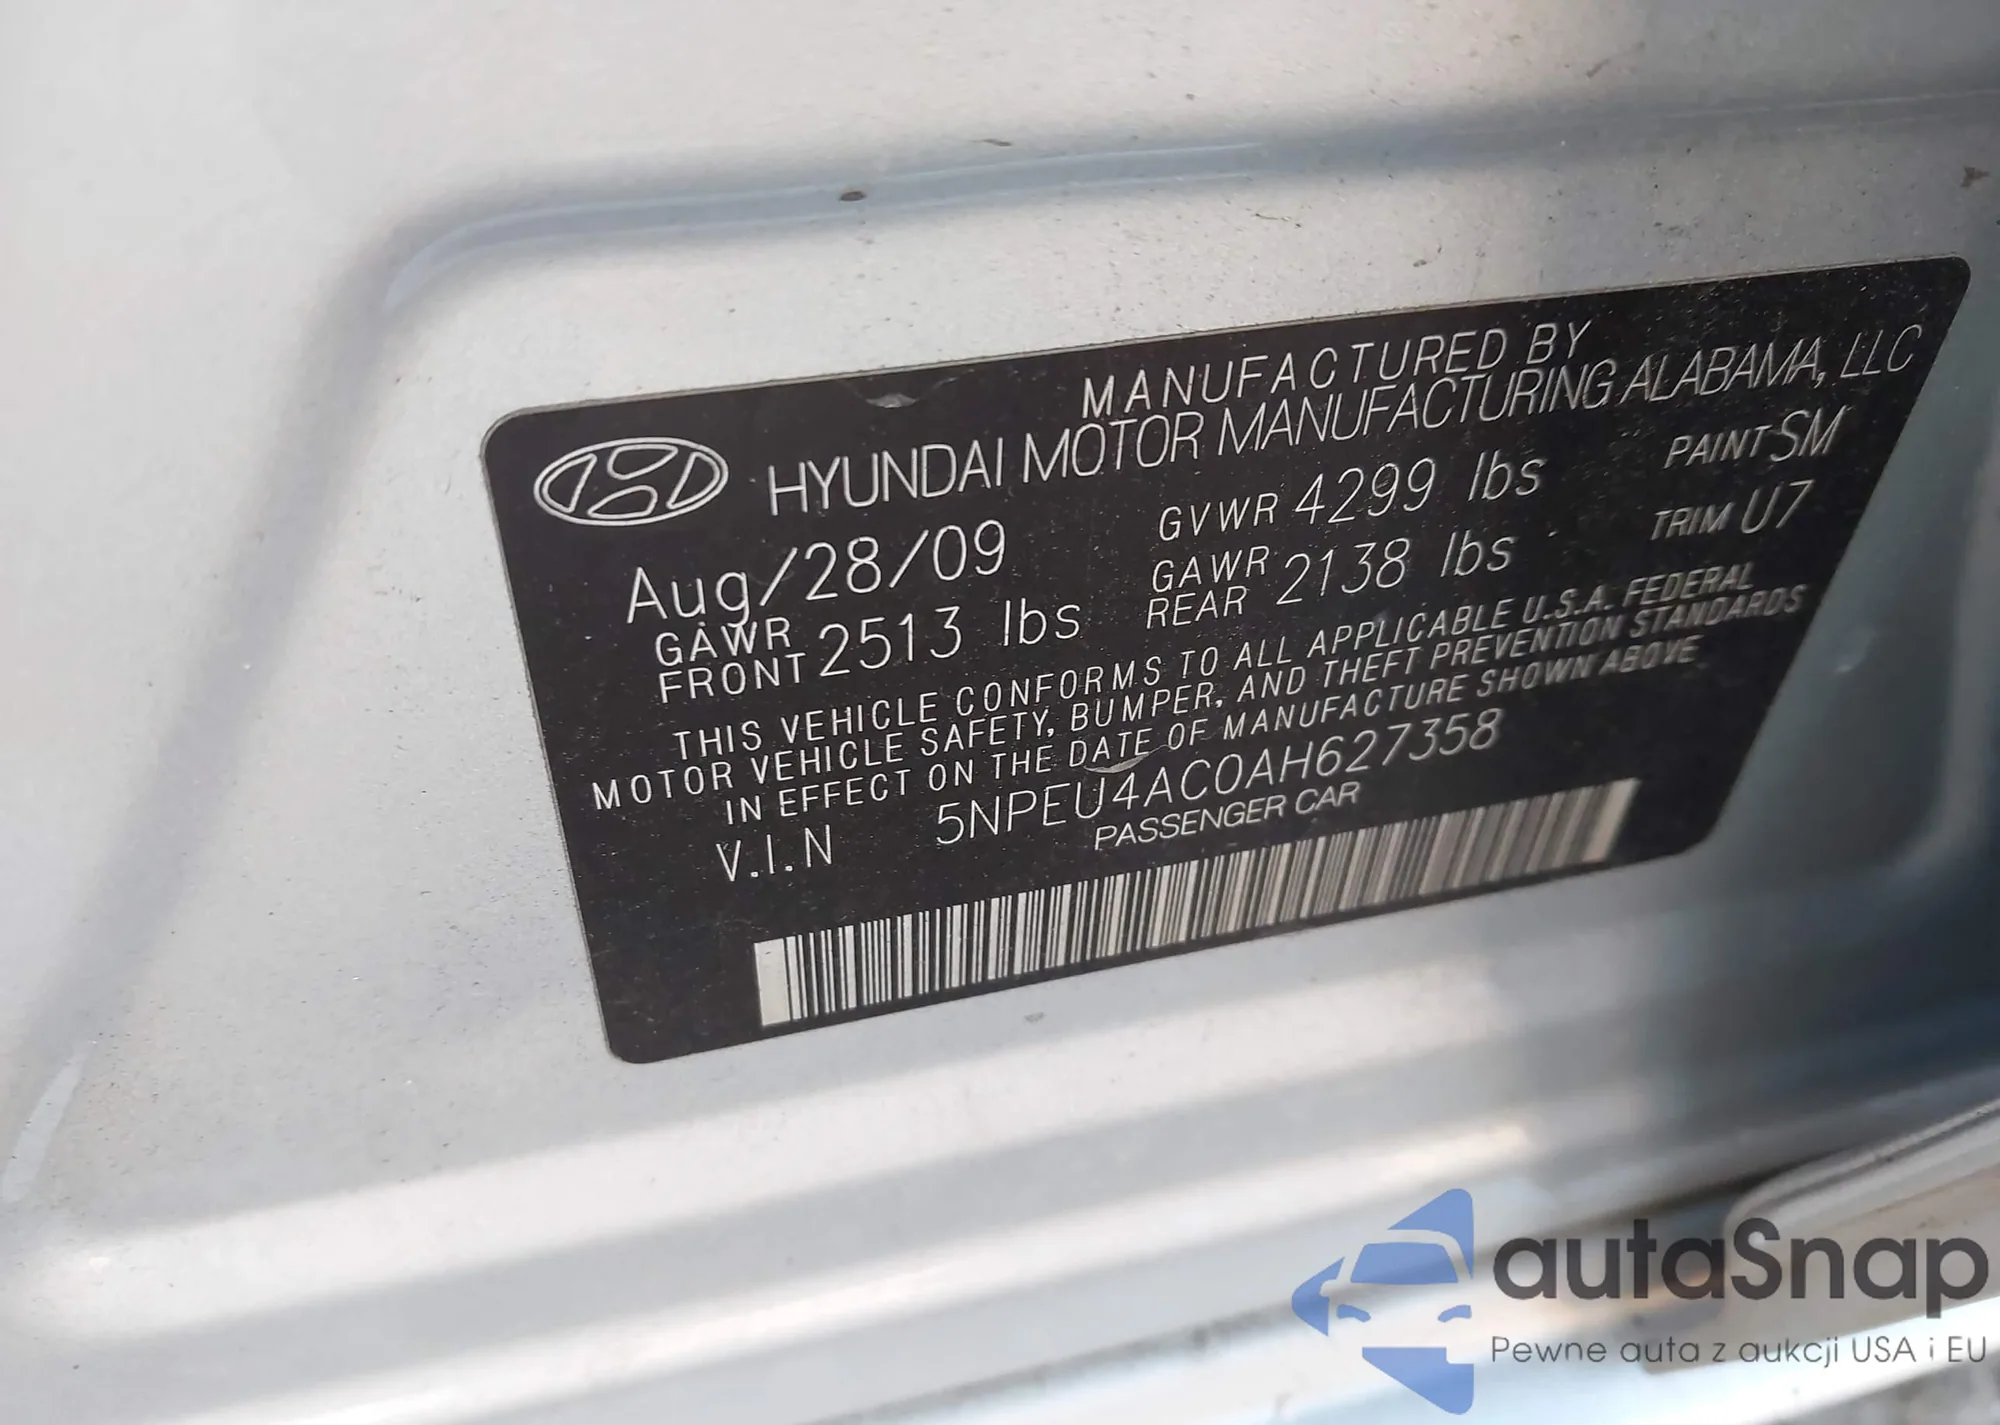 MANUFACTURED BY
HYUNDAI MOTOR MANUFACTURING ALABAMA, LLC
Aug/28/09 GVWR 4299 lbs PAINT SM
GAWR FRONT 2513 lbs GAWR REAR 2138 lbs TRIM U7
THIS VEHICLE CONFORMS TO ALL APPLICABLE U.S.A. FEDERAL
MOTOR VEHICLE SAFETY, BUMPER, AND THEFT PREVENTION STANDARDS
IN EFFECT ON THE DATE OF MANUFACTURE SHOWN ABOVE
V.I.N 5NPEU4AC0AH627358
PASSENGER CAR
autaSnap
Pewne auta z aukcji USA i EU